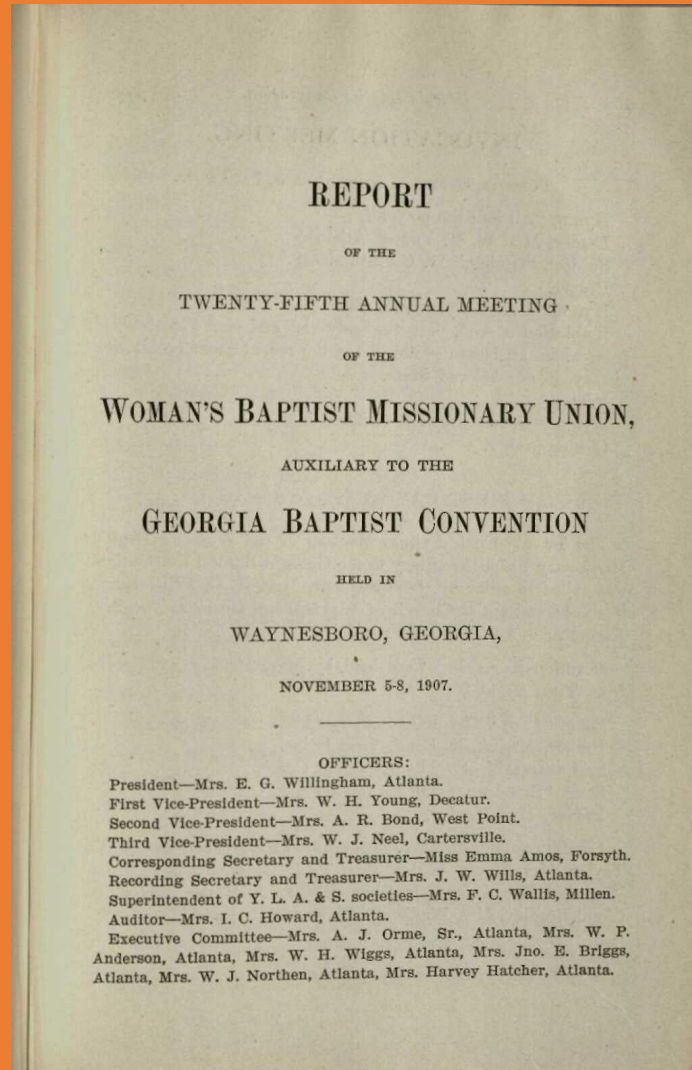 REPORT
OF THE
TWENTY-FIFTH ANNUAL MEETING
OF THE
WOMAN'S BAPTIST MISSIONARY UNION,
AUXILIARY TO THE
GEORGIA BAPTIST CONVENTION
HELD IN
WAYNESBORO, GEORGIA,
NOVEMBER 5-8, 1907.
OFFICERS:
President—Mrs. E. G. Willingham, Atlanta.
First Vice-President—Mrs. W. H. Young, Decatur.
Second Vice-President—Mrs. A. R. Bond, West Point.
Third Vice-President—Mrs. W. J. Neel, Cartersville.
Corresponding Secretary and Treasurer—Miss Emma Amos, Forsyth.
Recording Secretary and Treasurer—Mrs. J. W. Wills, Atlanta.
Superintendent of Y. L. A. & S. societies—Mrs. F. C. Wallis, Millen.
Auditor—Mrs. I. C. Howard, Atlanta.
Executive Committee—Mrs. A. J. Orme, Sr., Atlanta, Mrs. W. P.
Anderson, Atlanta, Mrs. W. H. Wiggs, Atlanta, Mrs. Jno. E. Briggs,
Atlanta, Mrs. W. J. Northen, Atlanta, Mrs. Harvey Hatcher, Atlanta.